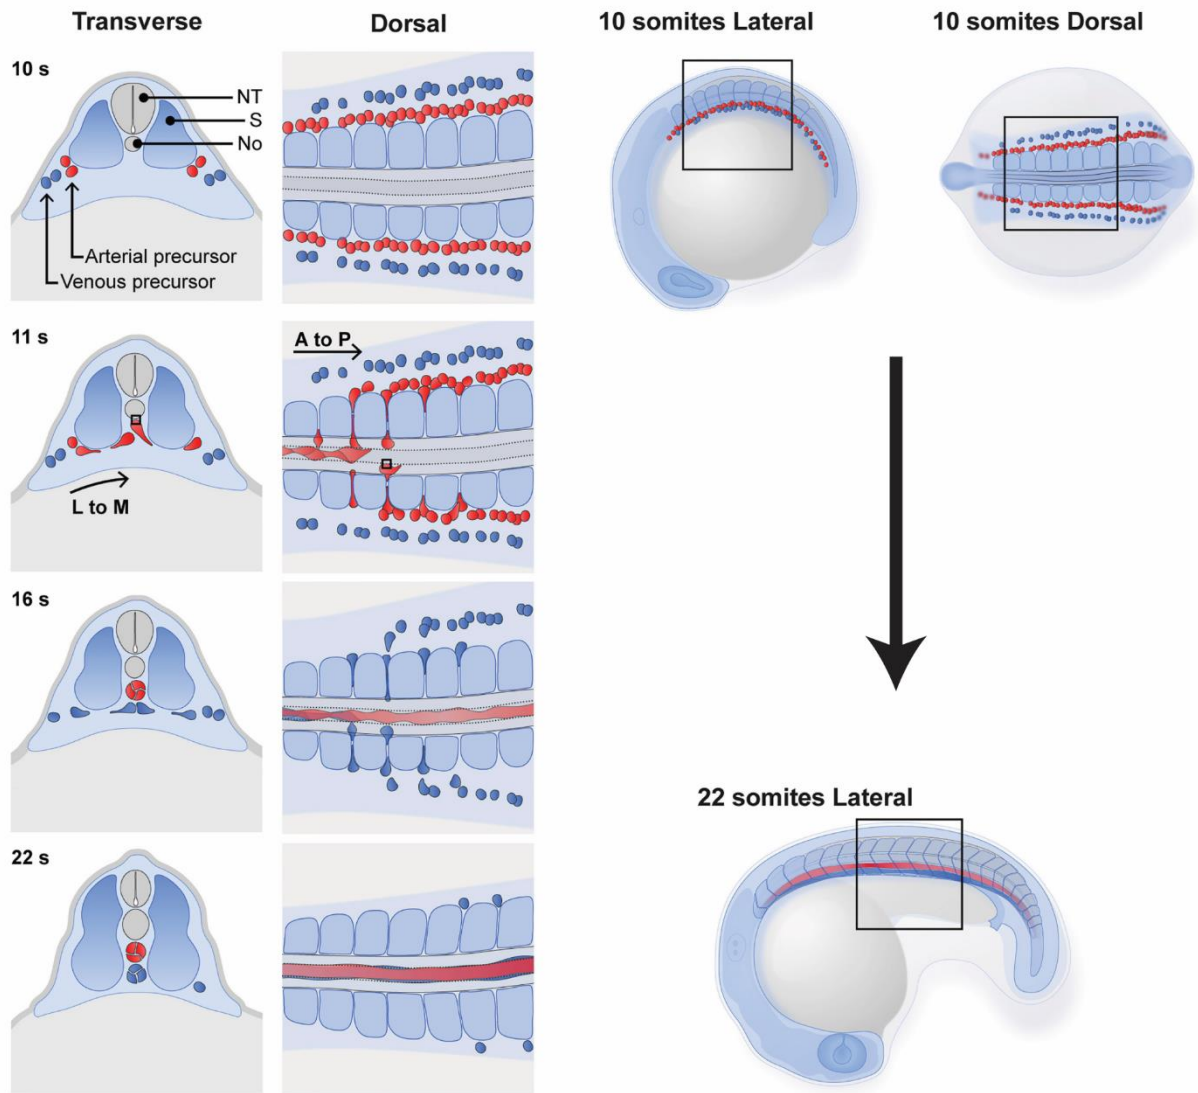 Transverse
Dorsal
10 somites Lateral
10 somites Dorsal
10 s
NT
S
No
Arterial precursor
Venous precursor
11 s
A to P
L to M
16 s
22 s
22 somites Lateral